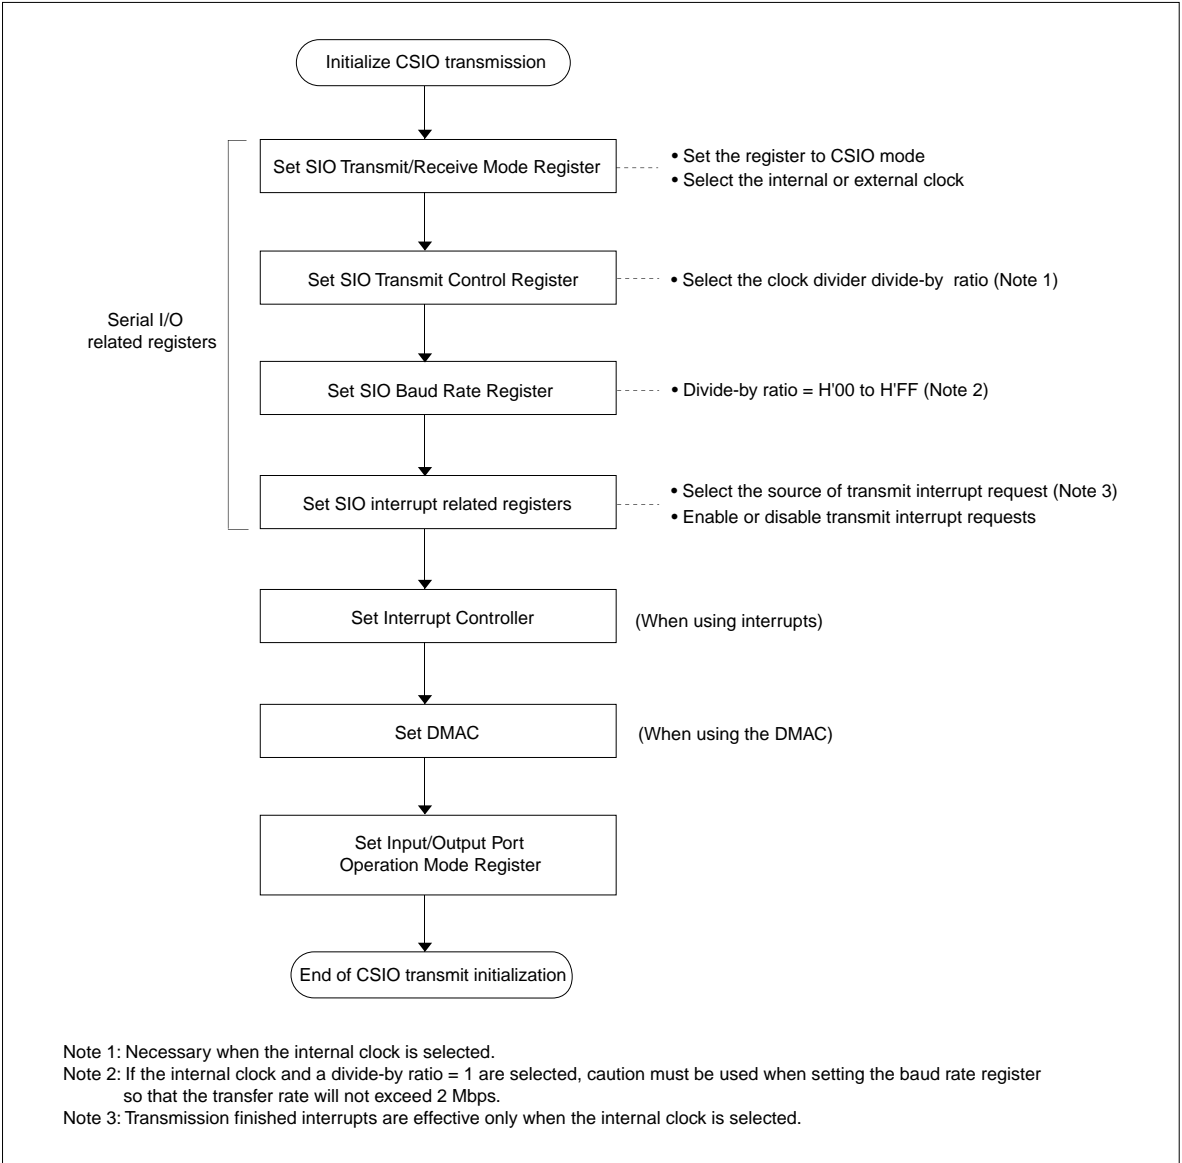 Initialize CSIO transmission
Set SIO Transmit/Receive Mode Register
• Set the register to CSIO mode
• Select the internal or external clock
Set SIO Transmit Control Register
• Select the clock divider divide-by ratio (Note 1)
Serial I/O
related registers
Set SIO Baud Rate Register
• Divide-by ratio = H'00 to H'FF (Note 2)
Set SIO interrupt related registers
• Select the source of transmit interrupt request (Note 3)
• Enable or disable transmit interrupt requests
Set Interrupt Controller
(When using interrupts)
Set DMAC
(When using the DMAC)
Set Input/Output Port
Operation Mode Register
End of CSIO transmit initialization
Note 1: Necessary when the internal clock is selected.
Note 2: If the internal clock and a divide-by ratio = 1 are selected, caution must be used when setting the baud rate register
so that the transfer rate will not exceed 2 Mbps.
Note 3: Transmission finished interrupts are effective only when the internal clock is selected.